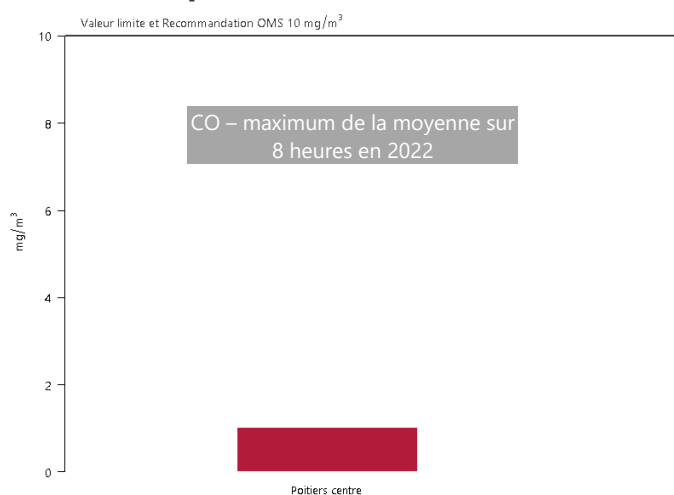 Valeur limite et Recommandation OMS 10 mg/m³
10
CO – maximum de la moyenne sur
8 heures en 2022
8
6
mg/m³
4
2
0
Poitiers centre